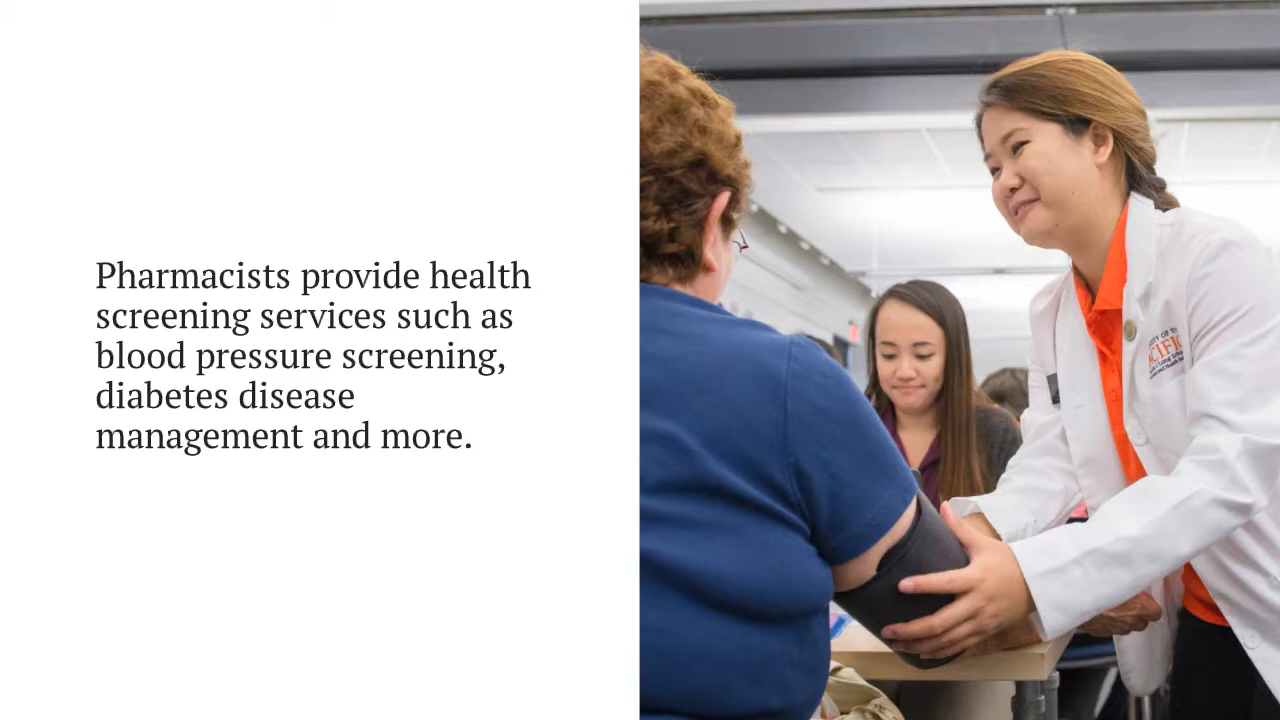 Pharmacists provide health
screening services such as
blood pressure screening,
diabetes disease
management and more.